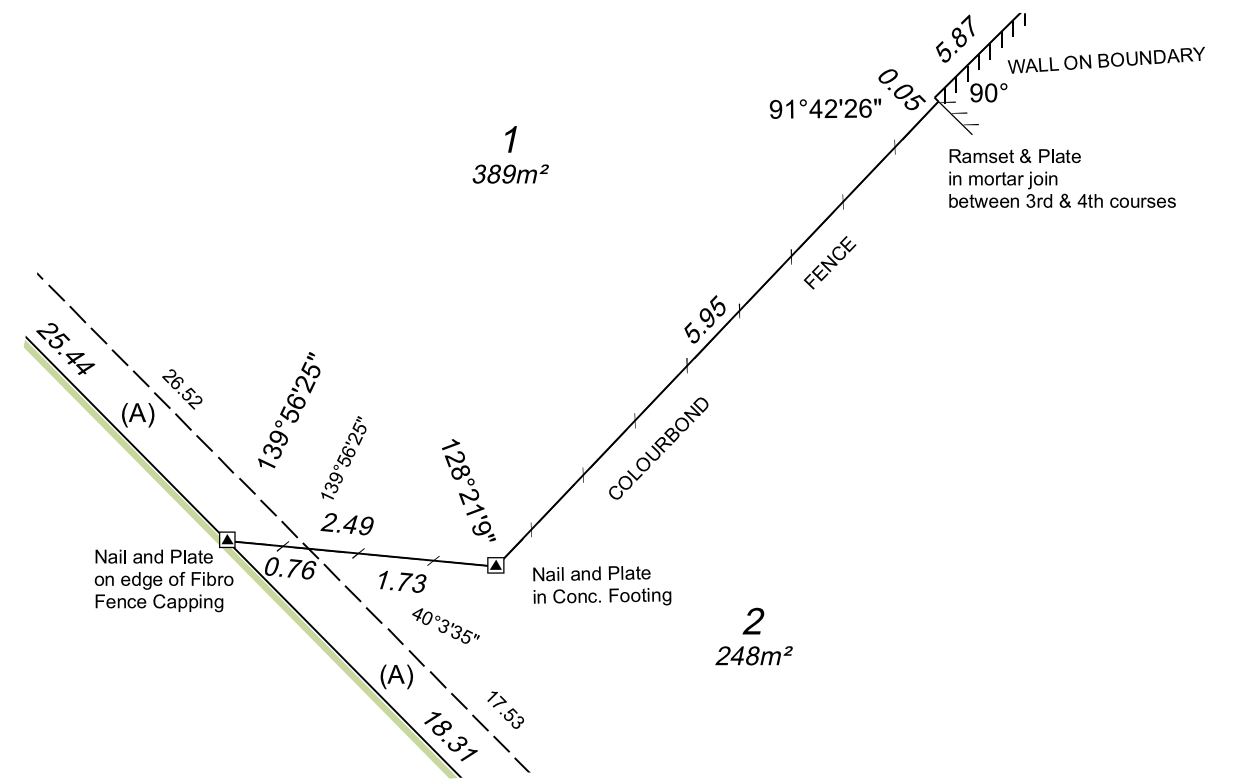 5.87
WALL ON BOUNDARY
0.05
90°
91°42'26"
1
389m²
Ramset & Plate
in mortar join
between 3rd & 4th courses
FENCE
5.95
25.44
26.52
(A)
139°56'25"
139°56'25"
128°21'9"
COLOURBOND
2.49
0.76
1.73
Nail and Plate
on edge of Fibro
Fence Capping
Nail and Plate
in Conc. Footing
40°3'35"
2
248m²
(A)
17.53
18.31